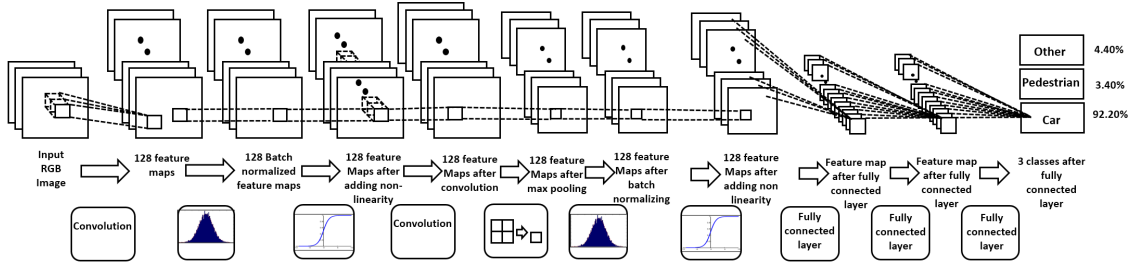 Other
4.40%
Pedestrian
3.40%
Car
92.20%
Input
RGB
Image
128 feature
maps
128 Batch
normalized
feature maps
128 feature
Maps after
adding non-
linearity
128 feature
Maps after
convolution
128 feature
Maps After
max pooling
128 feature
Maps after
batch
normalizing
128 feature
Maps after
adding non
linearity
Feature map
after fully
connected
layer
Feature map
after fully
connected
layer
3 classes after
fully
connected
layer
Convolution
Convolution
Fully
connected
layer
Fully
connected
layer
Fully
connected
layer